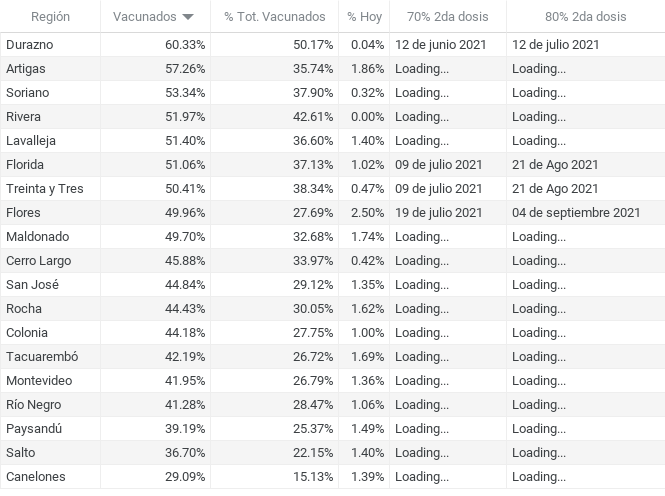 Región Vacunados % Tot. Vacunados % Hoy 70% 2da dosis 80% 2da dosis
Durazno 60.33% 50.17% 0.04% 12 de junio 2021 12 de julio 2021
Artigas 57.26% 35.74% 1.86% Loading... Loading...
Soriano 53.34% 37.90% 0.32% Loading... Loading...
Rivera 51.97% 42.61% 0.00% Loading... Loading...
Lavalleja 51.40% 36.60% 1.40% Loading... Loading...
Florida 51.06% 37.13% 1.02% 09 de julio 2021 21 de Ago 2021
Treinta y Tres 50.41% 38.34% 0.47% 09 de julio 2021 21 de Ago 2021
Flores 49.96% 27.69% 2.50% 19 de julio 2021 04 de septiembre 2021
Maldonado 49.70% 32.68% 1.74% Loading... Loading...
Cerro Largo 45.88% 33.97% 0.42% Loading... Loading...
San José 44.84% 29.12% 1.35% Loading... Loading...
Rocha 44.43% 30.05% 1.62% Loading... Loading...
Colonia 44.18% 27.75% 1.00% Loading... Loading...
Tacuarembó 42.19% 26.72% 1.69% Loading... Loading...
Montevideo 41.95% 26.79% 1.36% Loading... Loading...
Río Negro 41.28% 28.47% 1.06% Loading... Loading...
Paysandú 39.19% 25.37% 1.49% Loading... Loading...
Salto 36.70% 22.15% 1.40% Loading... Loading...
Canelones 29.09% 15.13% 1.39% Loading... Loading...